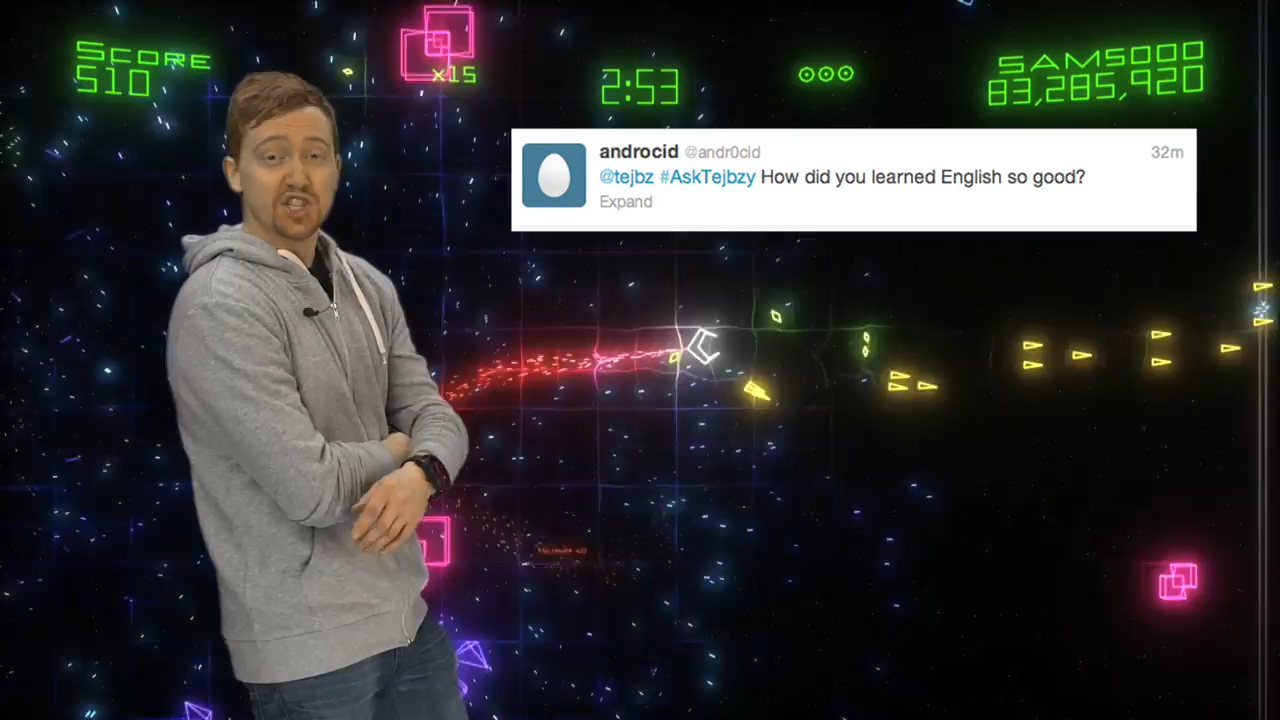 SCORE
510
x15
2:53
SAM5000
83,285,920
androcid @andr0cid 32m
@tejbz #AskTejbzy How did you learned English so good?
Expand